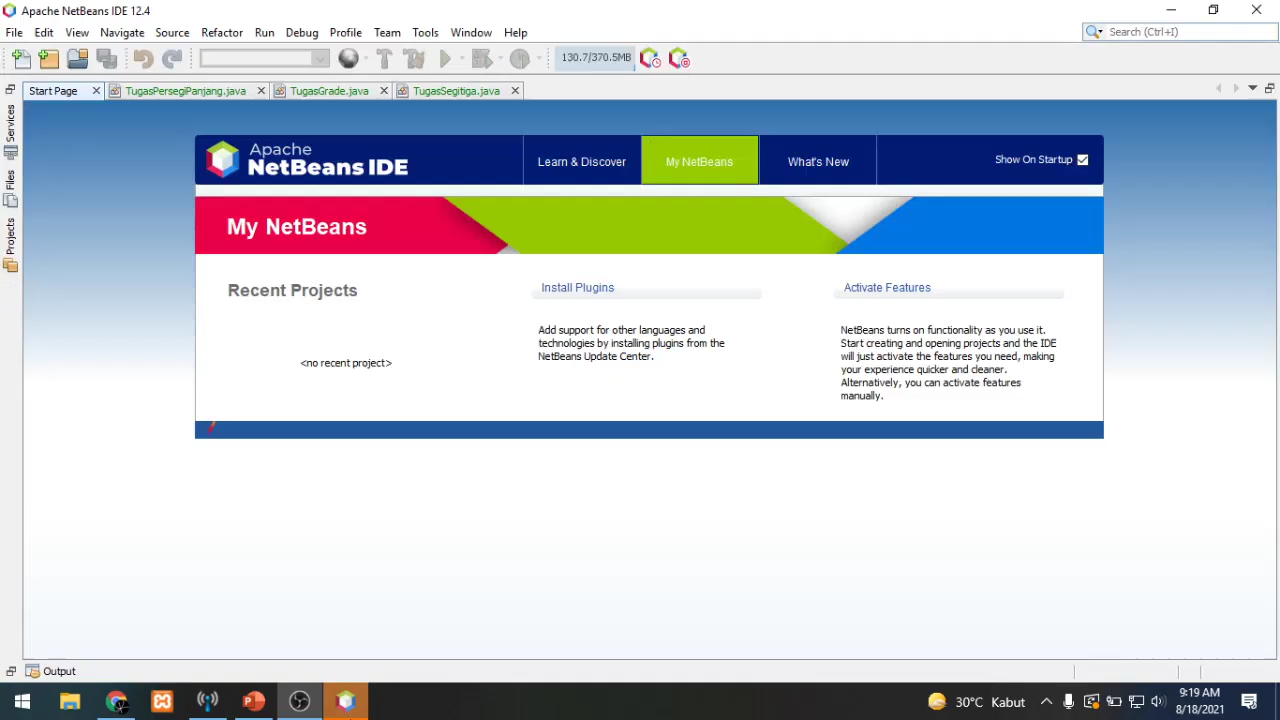 Apache NetBeans IDE 12.4
File Edit View Navigate Source Refactor Run Debug Profile Team Tools Window Help
Search (Ctrl+I)
130.7/370.5MB
Start Page TugasPersegiPanjang.java TugasGrade.java TugasSegitiga.java
Services
Files
Projects
Apache
NetBeans IDE
Learn & Discover
My NetBeans
What's New
Show On Startup
My NetBeans
Recent Projects
<no recent project>
Install Plugins
Add support for other languages and
technologies by installing plugins from the
NetBeans Update Center.
Activate Features
NetBeans turns on functionality as you use it.
Start creating and opening projects and the IDE
will just activate the features you need, making
your experience quicker and cleaner.
Alternatively, you can activate features
manually.
Output
30°C Kabut
9:19 AM
8/18/2021